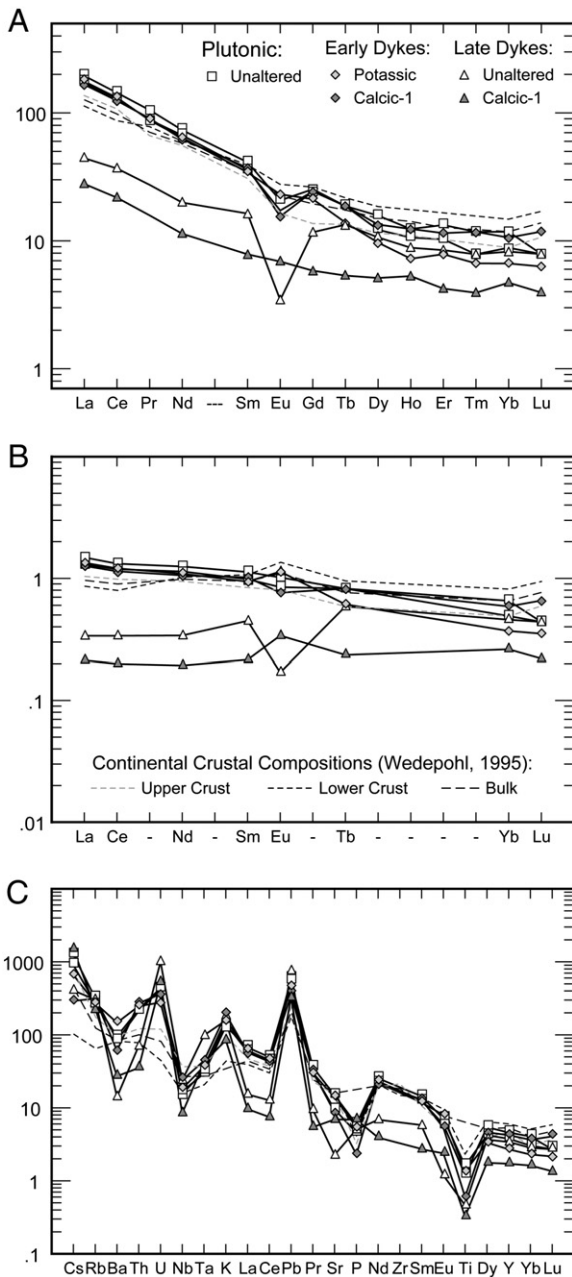 A
Plutonic: Early Dykes: Late Dykes:
Unaltered Potassic Unaltered
Calcic-1 Calcic-1
100
10
1
La Ce Pr Nd --- Sm Eu Gd Tb Dy Ho Er Tm Yb Lu
B
1
.1
Continental Crustal Compositions (Wedepohl, 1995):
Upper Crust Lower Crust Bulk
.01
La Ce - Nd - Sm Eu - Tb - - - - Yb Lu
C
1000
100
10
1
.1
Cs Rb Ba Th U Nb Ta K La Ce Pb Pr Sr P Nd Zr Sm Eu Ti Dy Y Yb Lu